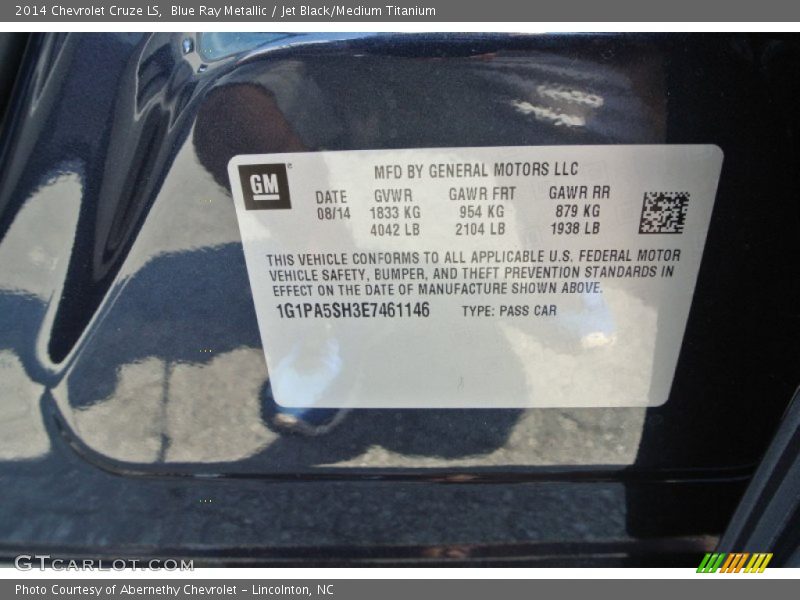 2014 Chevrolet Cruze LS, Blue Ray Metallic / Jet Black/Medium Titanium
GM
MFD BY GENERAL MOTORS LLC
DATE GVWR GAWR FRT GAWR RR
08/14 1833 KG 954 KG 879 KG
4042 LB 2104 LB 1938 LB
THIS VEHICLE CONFORMS TO ALL APPLICABLE U.S. FEDERAL MOTOR
VEHICLE SAFETY, BUMPER, AND THEFT PREVENTION STANDARDS IN
EFFECT ON THE DATE OF MANUFACTURE SHOWN ABOVE.
1G1PA5SH3E7461146 TYPE: PASS CAR
GTCARLOT.COM
Photo Courtesy of Abernethy Chevrolet - Lincolnton, NC